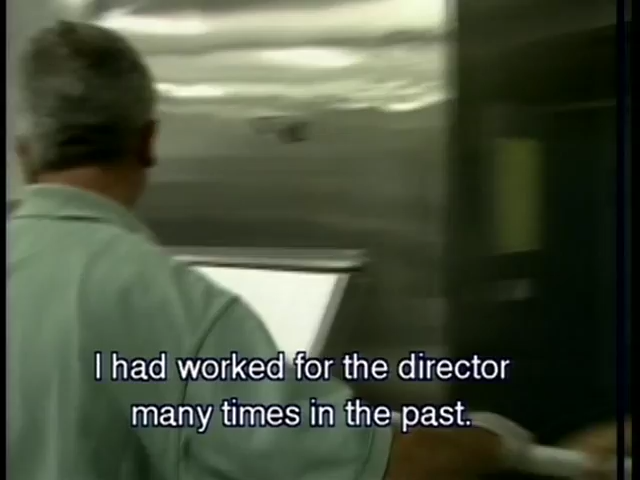 I had worked for the director
many times in the past.